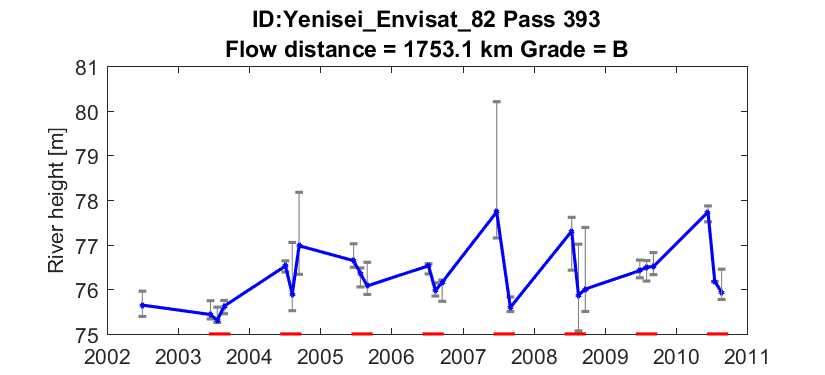 ID:Yenisei_Envisat_82 Pass 393
Flow distance = 1753.1 km Grade = B
River height [m]
81
80
79
78
77
76
75
2002 2003 2004 2005 2006 2007 2008 2009 2010 2011